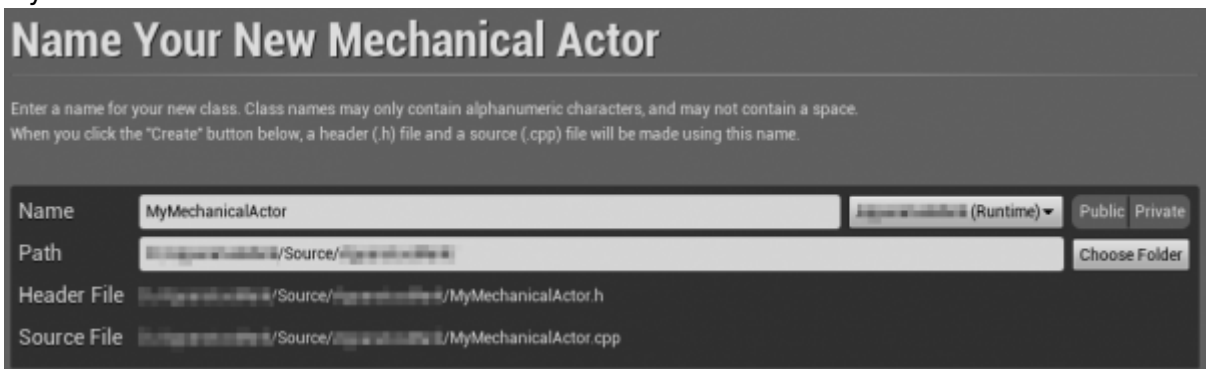 Name Your New Mechanical Actor
Enter a name for your new class. Class names may only contain alphanumeric characters, and may not contain a space.
When you click the "Create" button below, a header (.h) file and a source (.cpp) file will be made using this name.
Name MyMechanicalActor (Runtime) Public Private
Path /Source/ Choose Folder
Header File /Source/ /MyMechanicalActor.h
Source File /Source/ /MyMechanicalActor.cpp